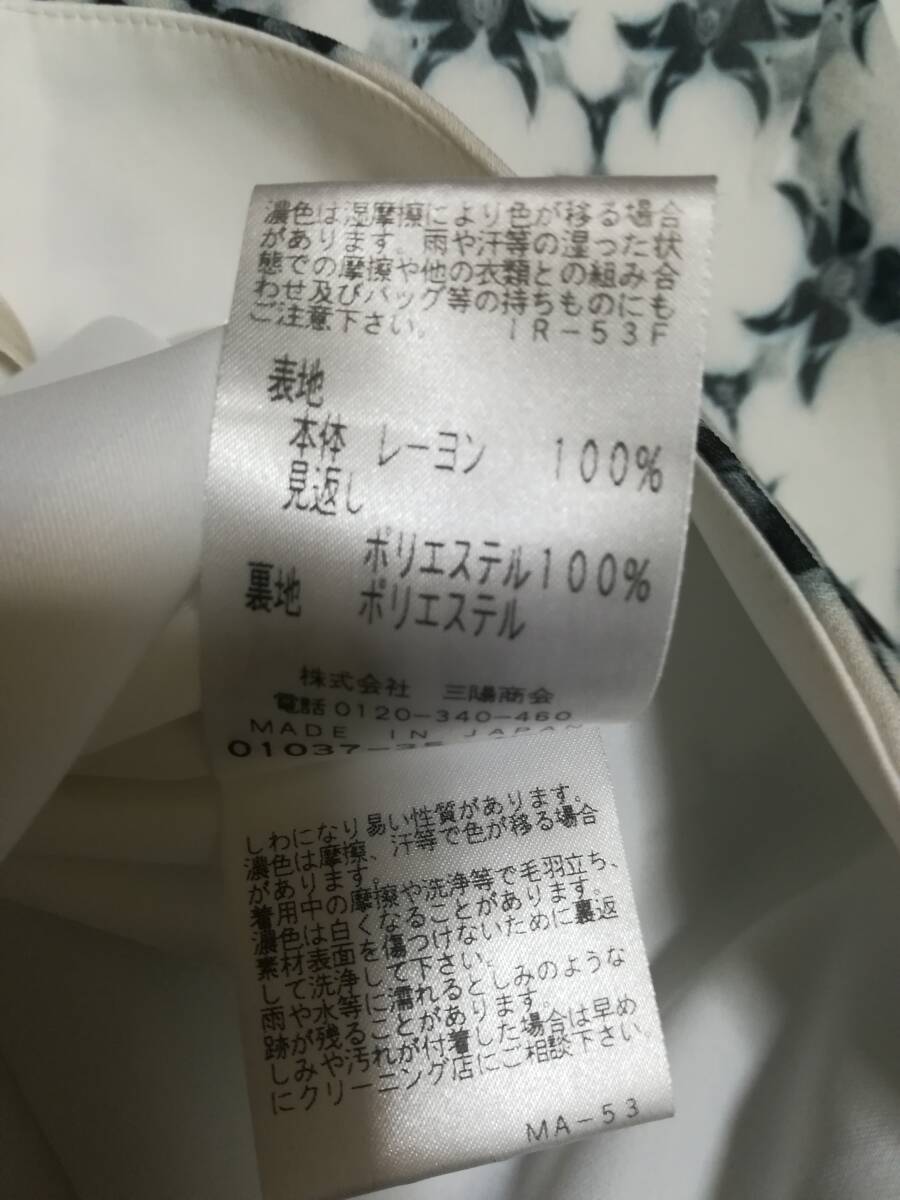 濃色は湿摩擦により色が移る場合
があります。雨や汗等の湿った状
態での摩擦や他の衣類との組み合
わせ及びバッグ等の持ちものにも
ご注意下さい。 IR-53F
表地
本体 レーヨン 100%
見返し
ポリエステル100%
裏地 ポリエステル
株式会社 三陽商会
電話0120-340-460
MADE IN JAPAN
01037-35
しわになり易い性質があります。
濃色は摩擦、汗等で色が移る場合
があります。
着用中の摩擦や洗浄等で毛羽立ち、
濃色は白くなることがあります。
素材表面を傷つけないために裏返
して洗浄して下さい。
雨や水等に濡れるとしみのような
跡が残ることがあります。
しみや汚れが付着した場合は早め
にクリーニング店にご相談下さい。
MA-53